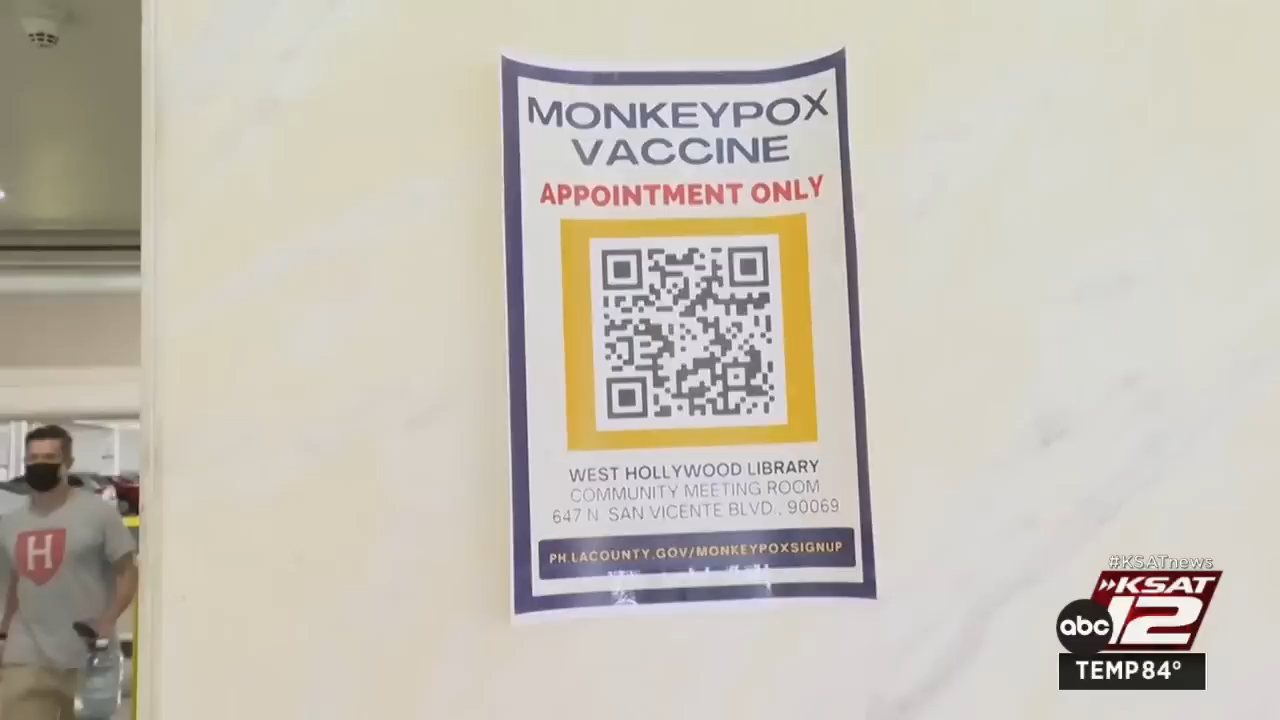 MONKEYPOX
VACCINE
APPOINTMENT ONLY
WEST HOLLYWOOD LIBRARY
COMMUNITY MEETING ROOM
647 N. SAN VICENTE BLVD., 90069
PH.LACOUNTY.GOV/MONKEYPOXSIGNUP
H
#KSATnews
KSAT
abc 12
TEMP 84°